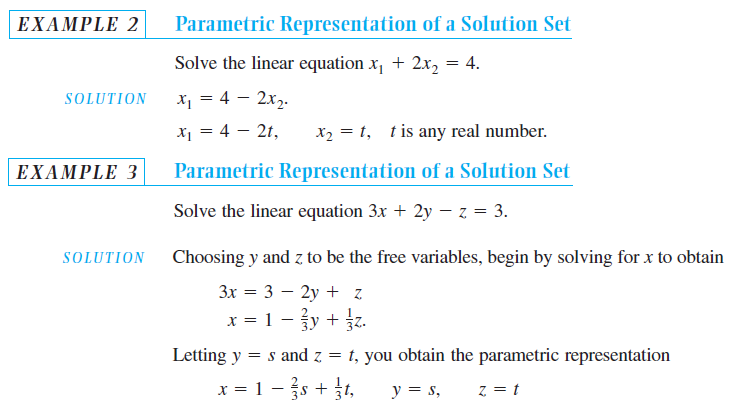 EXAMPLE 2 Parametric Representation of a Solution Set
Solve the linear equation x₁ + 2x₂ = 4.
SOLUTION x₁ = 4 − 2x₂.
x₁ = 4 − 2t, x₂ = t, t is any real number.
EXAMPLE 3 Parametric Representation of a Solution Set
Solve the linear equation 3x + 2y − z = 3.
SOLUTION Choosing y and z to be the free variables, begin by solving for x to obtain
3x = 3 − 2y + z
x = 1 − ⅔y + ⅓z.
Letting y = s and z = t, you obtain the parametric representation
x = 1 − ⅔s + ⅓t, y = s, z = t